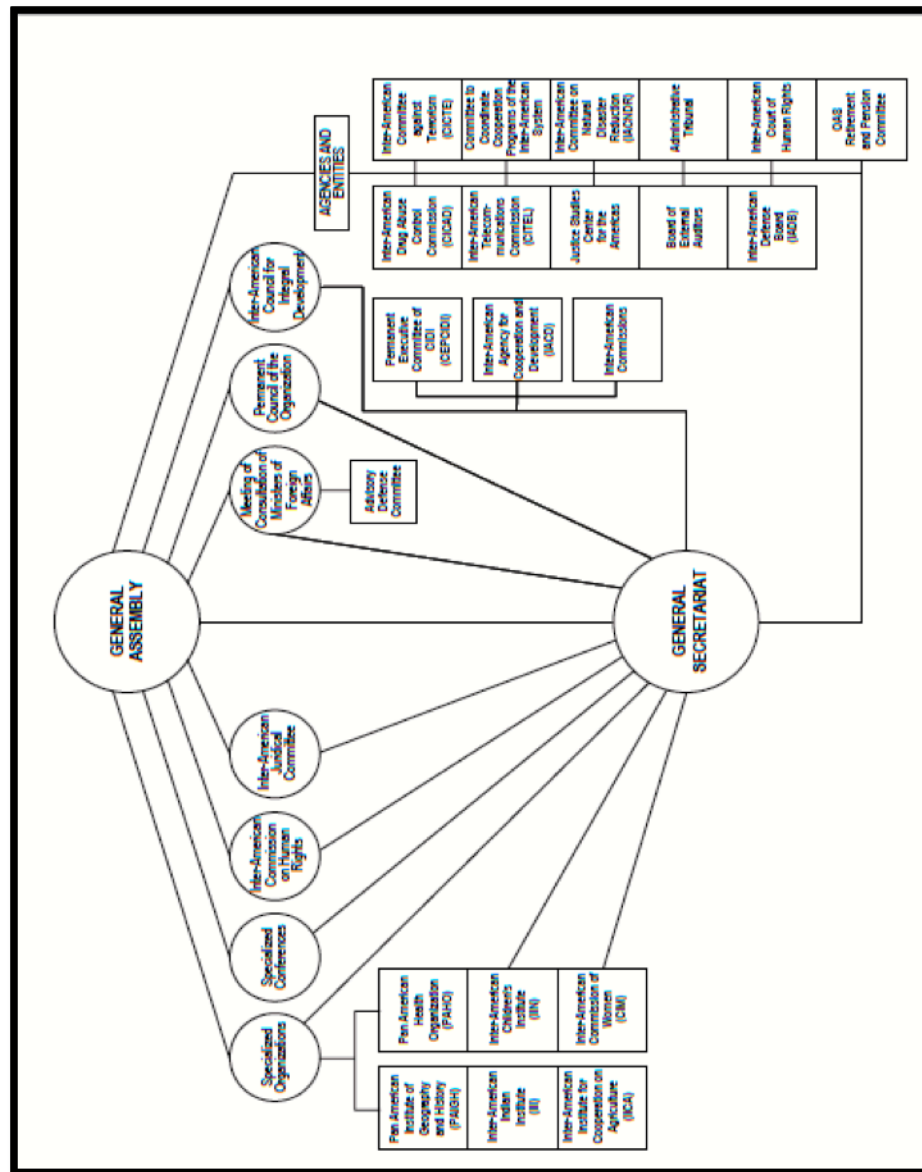 GENERAL
ASSEMBLY
Specialized
Organizations
Specialized
Conferences
Inter-American
Commission
on Human
Rights
Inter-American
Juridical
Committee
Meeting of
Consultation of
Ministers of
Foreign
Affairs
Permanent
Council of the
Organization
Inter-American
Council for
Integral
Development
AGENCIES AND
ENTITIES
Pan American
Institute of
Geography
and History
(PAIGH)
Pan American
Health
Organization
(PAHO)
Inter-American
Indian
Institute
(III)
Inter-American
Children's
Institute
(IIN)
Inter-American
Institute for
Cooperation on
Agriculture
(IICA)
Inter-American
Commission of
Women
(CIM)
Advisory
Defense
Committee
Permanent
Executive
Committee of
CIDI
(CEPCIDI)
Inter-American
Agency for
Cooperation and
Development
(IACD)
Inter-American
Commissions
Inter-American
Drug Abuse
Control
Commission
(CICAD)
Inter-American
Committee
against
Terrorism
(CICTE)
Inter-American
Telecom-
munications
Commission
(CITEL)
Committee to
Coordinate
Cooperation
Programs of the
Inter-American
System
Justice Studies
Center
for the
Americas
Inter-American
Committee on
Natural
Disaster
Reduction
(IACNDR)
Board of
External
Auditors
Administrative
Tribunal
Inter-American
Defense
Board
(IADB)
Inter-American
Court of
Human Rights
OAS
Retirement
and Pension
Committee
GENERAL
SECRETARIAT